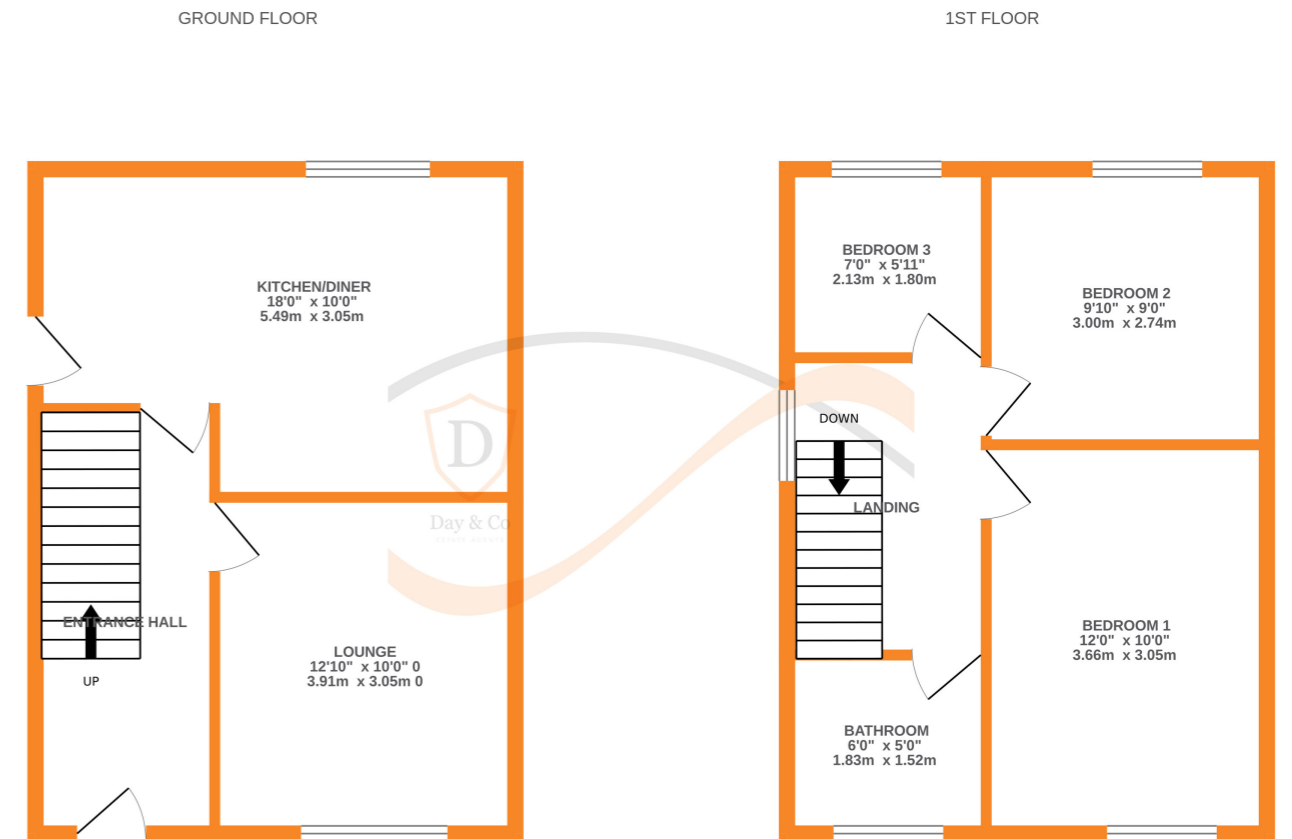 GROUND FLOOR
1ST FLOOR
KITCHEN/DINER
18'0" x 10'0"
5.49m x 3.05m
ENTRANCE HALL
UP
LOUNGE
12'10" x 10'0" 0
3.91m x 3.05m 0
D
Day & Co
BEDROOM 3
7'0" x 5'11"
2.13m x 1.80m
BEDROOM 2
9'10" x 9'0"
3.00m x 2.74m
DOWN
LANDING
BEDROOM 1
12'0" x 10'0"
3.66m x 3.05m
BATHROOM
6'0" x 5'0"
1.83m x 1.52m